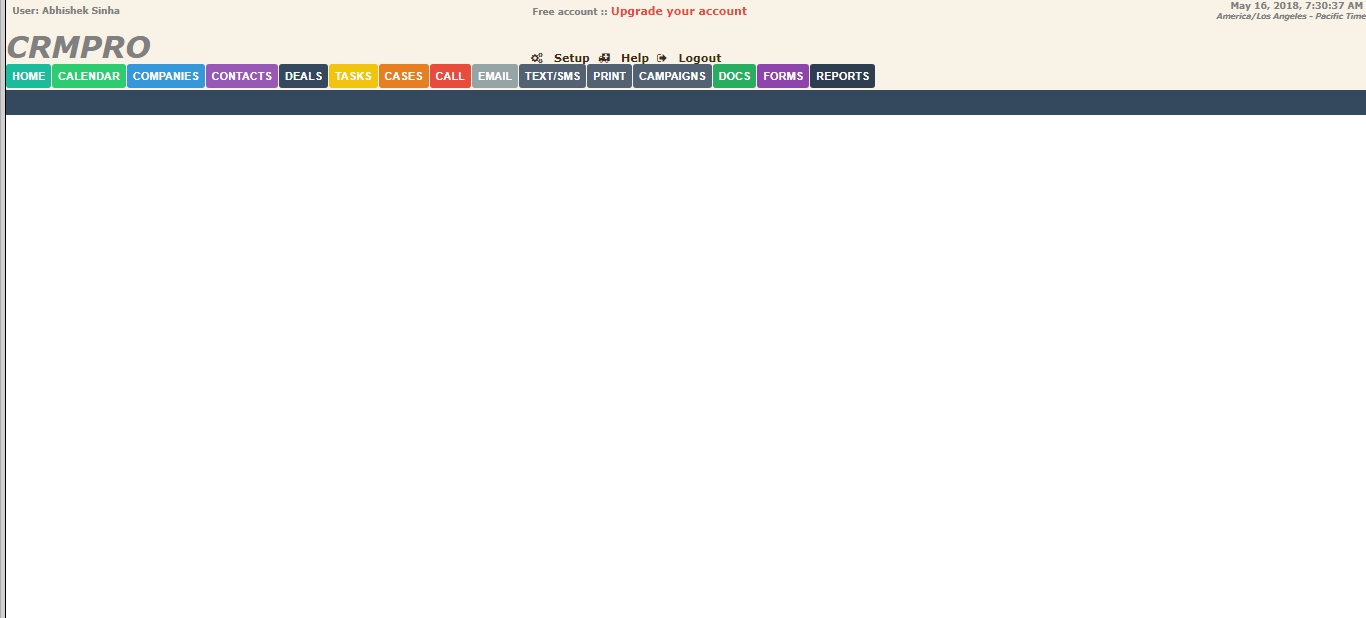 User: Abhishek Sinha
Free account :: Upgrade your account
May 16, 2018, 7:30:37 AM
America/Los Angeles - Pacific Time
CRMPRO
Setup Help Logout
HOME CALENDAR COMPANIES CONTACTS DEALS TASKS CASES CALL EMAIL TEXT/SMS PRINT CAMPAIGNS DOCS FORMS REPORTS